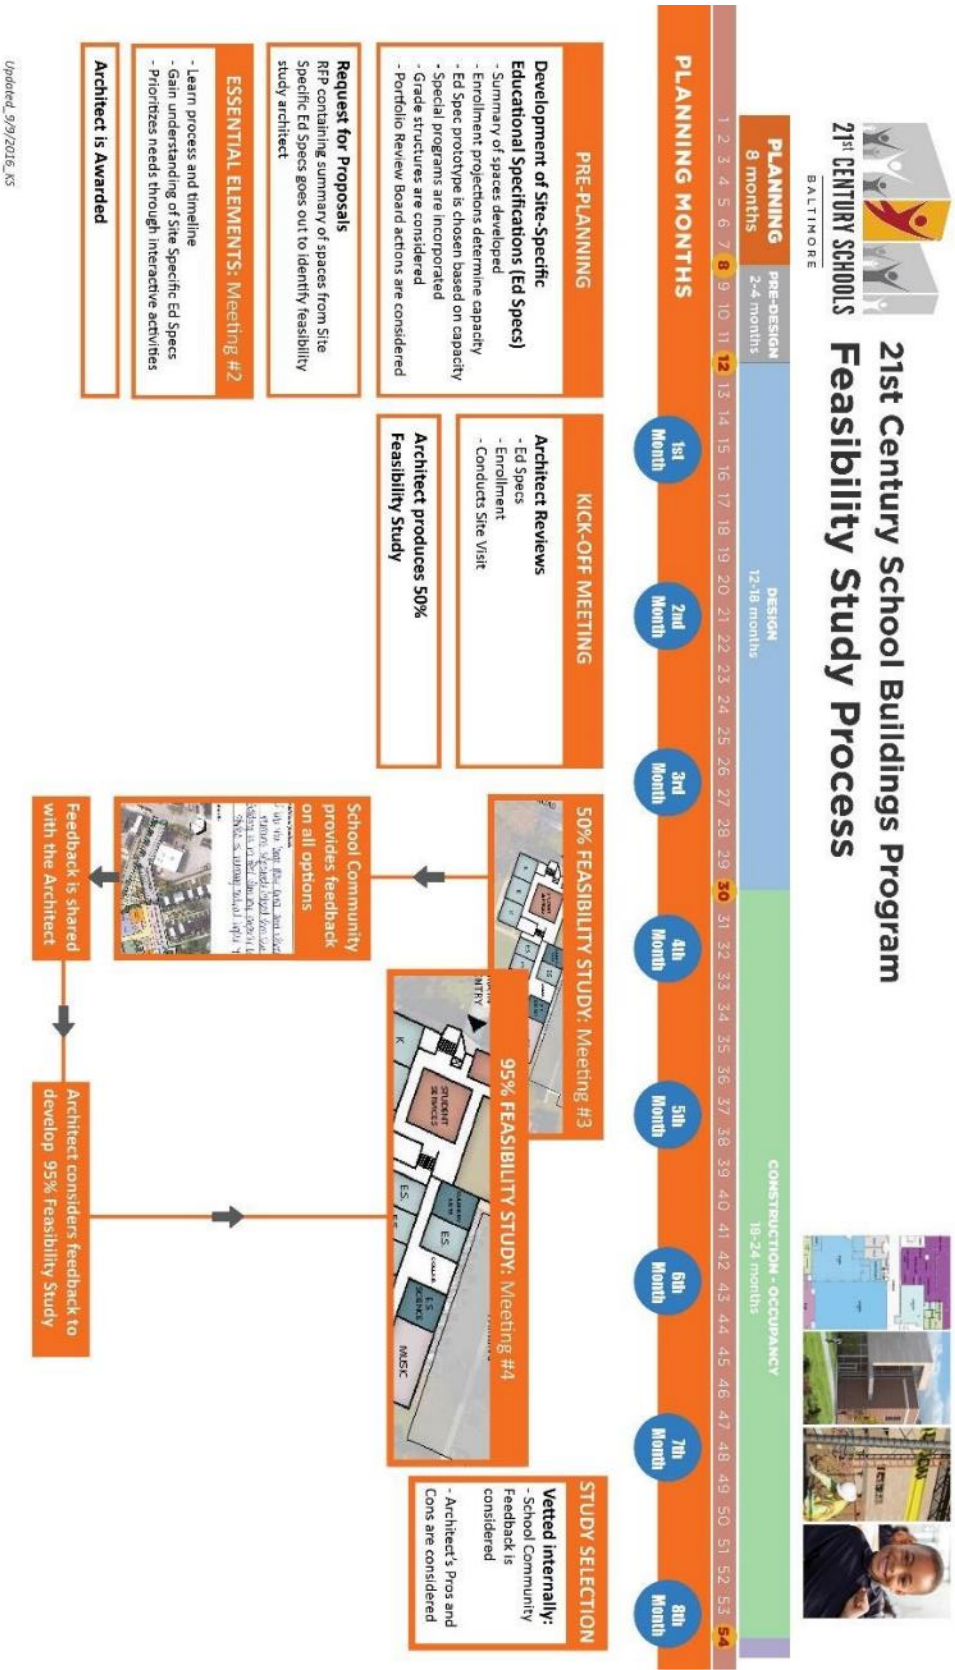 21st CENTURY SCHOOLS
BALTIMORE
21st Century School Buildings Program
Feasibility Study Process
PLANNING
8 months
PRE-DESIGN
2-4 months
DESIGN
12-18 months
CONSTRUCTION - OCCUPANCY
18-24 months
1 2 3 4 5 6 7 8 9 10 11 12 13 14 15 16 17 18 19 20 21 22 23 24 25 26 27 28 29 30 31 32 33 34 35 36 37 38 39 40 41 42 43 44 45 46 47 48 49 50 51 52 53 54
PLANNING MONTHS
1st
Month
2nd
Month
3rd
Month
4th
Month
5th
Month
6th
Month
7th
Month
8th
Month
PRE-PLANNING
Development of Site-Specific
Educational Specifications (Ed Specs)
- Summary of spaces developed
- Enrollment projections determine capacity
- Ed Spec prototype is chosen based on capacity
- Special programs are incorporated
- Grade structures are considered
- Portfolio Review Board actions are considered
Request for Proposals
RFP containing summary of spaces from Site
Specific Ed Specs goes out to identify feasibility
study architect
ESSENTIAL ELEMENTS: Meeting #2
- Learn process and timeline
- Gain understanding of Site Specific Ed Specs
- Prioritizes needs through interactive activities
Architect is Awarded
KICK-OFF MEETING
Architect Reviews
- Ed Specs
- Enrollment
- Conducts Site Visit
Architect produces 50%
Feasibility Study
50% FEASIBILITY STUDY: Meeting #3
School Community
provides feedback
on all options
Feedback is shared
with the Architect
Architect considers feedback to
develop 95% Feasibility Study
95% FEASIBILITY STUDY: Meeting #4
NTRY
K
STUDENT
SERVICES
ES
ES
E.S.
SCIENCE
MUSIC
STUDY SELECTION
Vetted internally:
- School Community
Feedback is
considered
- Architect's Pros and
Cons are considered
Updated_9/9/2016_KS